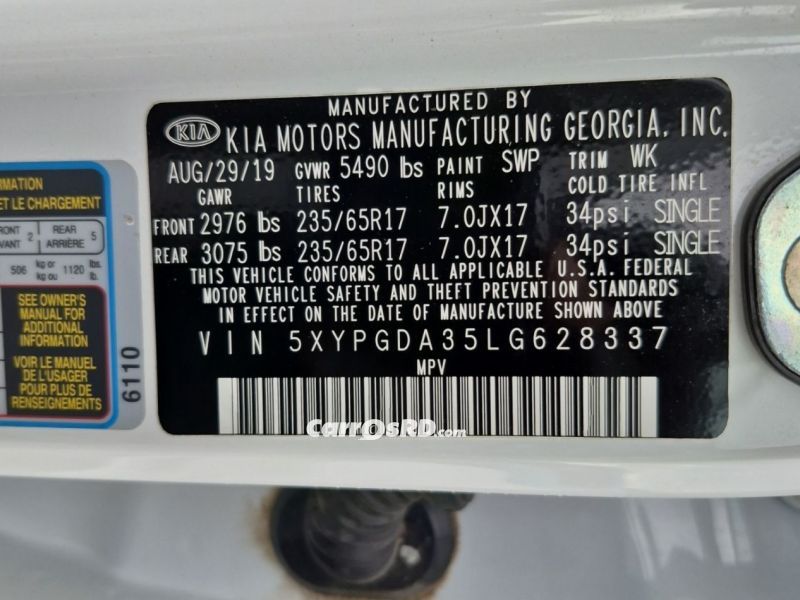 MANUFACTURED BY
KIA KIA MOTORS MANUFACTURING GEORGIA, INC.
AUG/29/19 GVWR 5490 lbs PAINT SWP TRIM WK
GAWR TIRES RIMS COLD TIRE INFL
FRONT 2976 lbs 235/65R17 7.0JX17 34psi SINGLE
REAR 3075 lbs 235/65R17 7.0JX17 34psi SINGLE
THIS VEHICLE CONFORMS TO ALL APPLICABLE U.S.A. FEDERAL
MOTOR VEHICLE SAFETY AND THEFT PREVENTION STANDARDS
IN EFFECT ON THE DATE OF MANUFACTURE SHOWN ABOVE
VIN 5XYPGDA35LG628337
MPV
CarrosRD.com
ET LE CHARGEMENT
FRONT 2 REAR 5
ARRIÈRE
506 kg or kg ou 1120 lbs. lb.
SEE OWNER'S
MANUAL FOR
ADDITIONAL
INFORMATION
VOIR LE MANUEL
DE L'USAGER
POUR PLUS DE
RENSEIGNEMENTS
6110